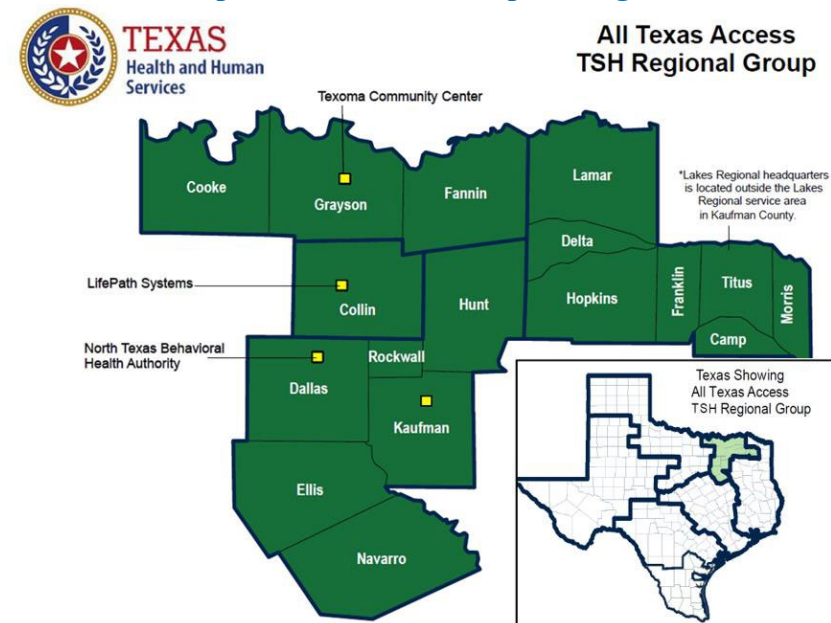 TEXAS
Health and Human
Services
All Texas Access
TSH Regional Group
Texoma Community Center
*Lakes Regional headquarters
is located outside the Lakes
Regional service area
in Kaufman County.
Cooke
Grayson
Fannin
Lamar
Delta
LifePath Systems
Collin
Hunt
Hopkins
Franklin
Titus
Morris
Camp
North Texas Behavioral
Health Authority
Rockwall
Dallas
Kaufman
Ellis
Navarro
Texas Showing
All Texas Access
TSH Regional Group